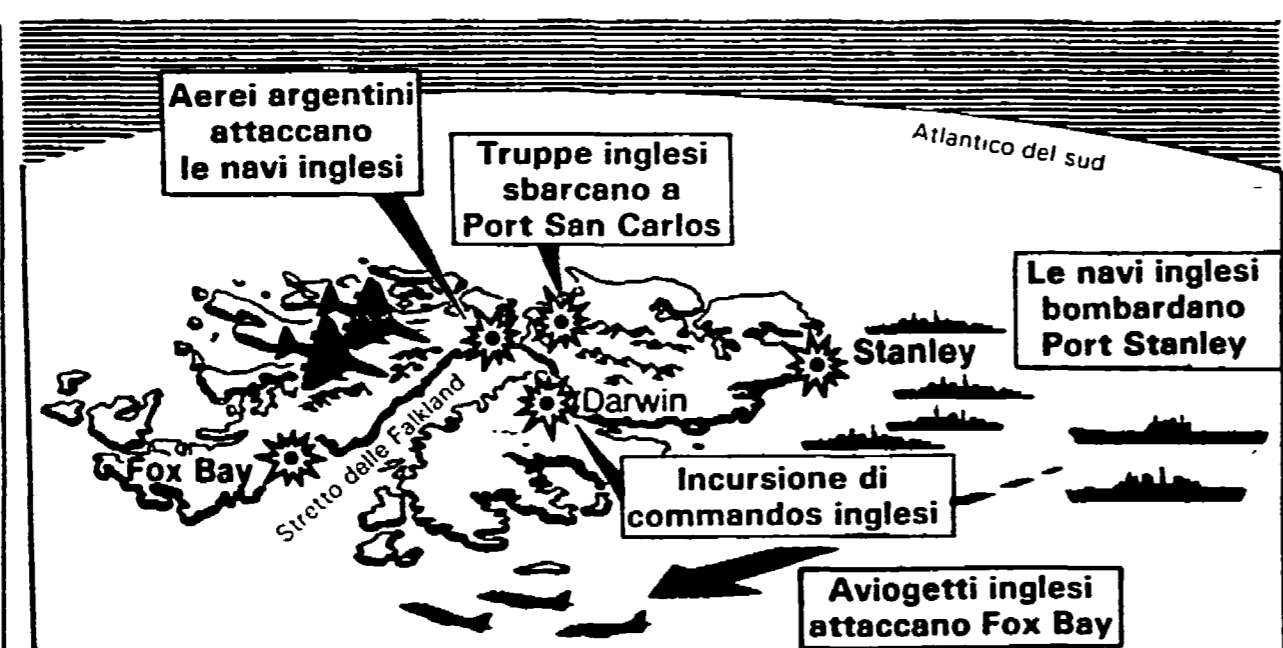 Aerei argentini
attaccano
le navi inglesi
Atlantico del sud
Truppe inglesi
sbarcano a
Port San Carlos
Le navi inglesi
bombardano
Port Stanley
Stanley
Darwin
Stretto delle Falkland
Fox Bay
Incursione di
commandos inglesi
Aviogetti inglesi
attaccano Fox Bay